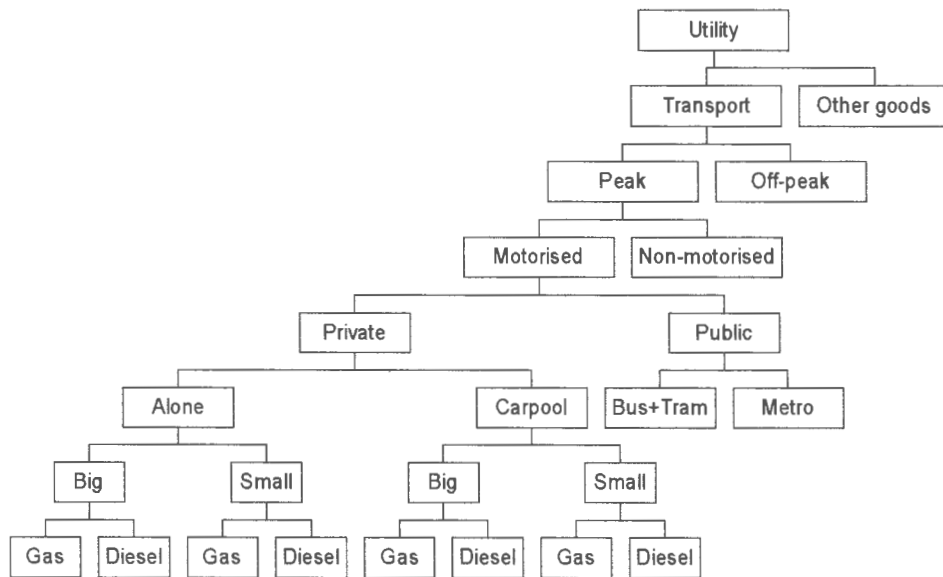 Utility
Transport
Other goods
Peak
Off-peak
Motorised
Non-motorised
Private
Public
Alone
Carpool
Bus+Tram
Metro
Big
Small
Big
Small
Gas
Diesel
Gas
Diesel
Gas
Diesel
Gas
Diesel